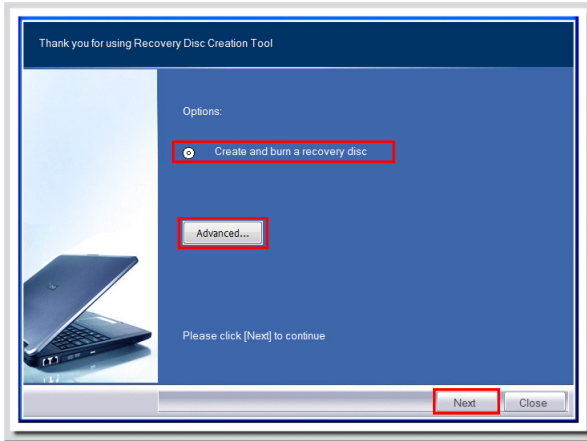 Thank you for using Recovery Disc Creation Tool
Options:
Create and burn a recovery disc
Advanced...
Please click [Next] to continue
Next
Close